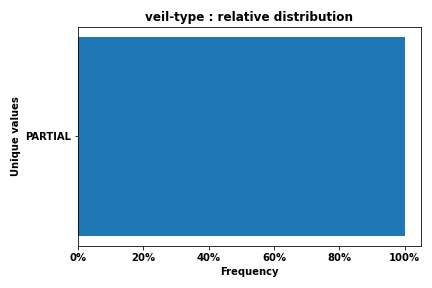 veil-type : relative distribution
Unique values
PARTIAL
0% 20% 40% 60% 80% 100%
Frequency